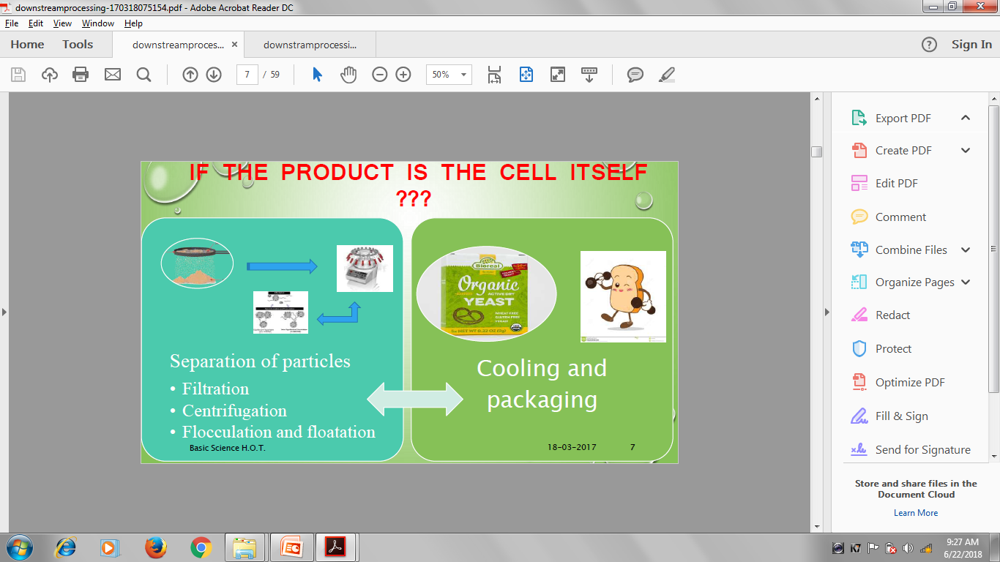 downstreamprocessing-170318075154.pdf - Adobe Acrobat Reader DC
File Edit View Window Help
Home Tools downstreamproces... × downstramprocessi... ? Sign In
7 / 59 50%
Export PDF
Create PDF
Edit PDF
Comment
Combine Files
Organize Pages
Redact
Protect
Optimize PDF
Fill & Sign
Send for Signature
Store and share files in the
Document Cloud
Learn More
IF THE PRODUCT IS THE CELL ITSELF
???
Separation of particles
• Filtration
• Centrifugation
• Flocculation and floatation
Basic Science H.O.T.
Bioreal
Organic
ACTIVE DRY
YEAST
WHEAT FREE
GLUTEN FREE
VEGAN
NET WT 0.32 OZ (9g)
Cooling and
packaging
18-03-2017 7
9:27 AM
6/22/2018